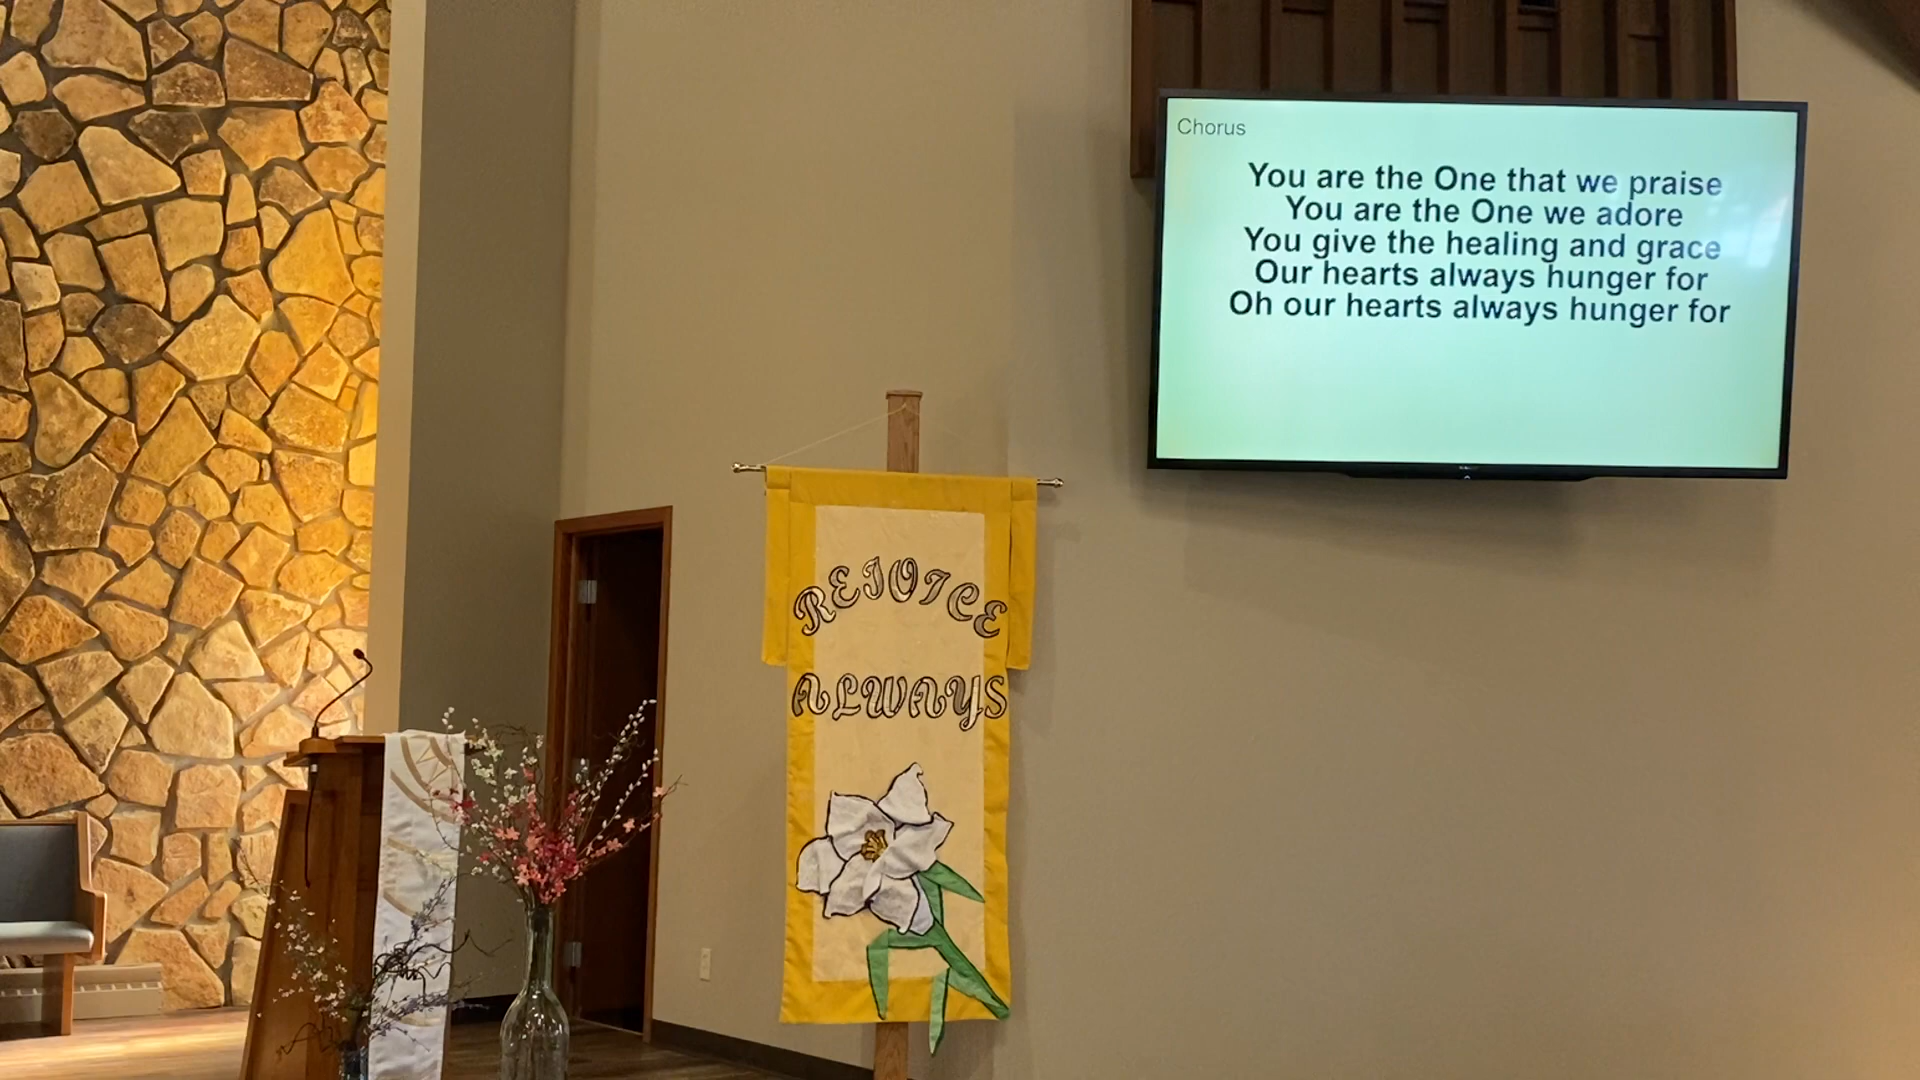 Chorus
You are the One that we praise
You are the One we adore
You give the healing and grace
Our hearts always hunger for
Oh our hearts always hunger for
REJOICE
ALWAYS